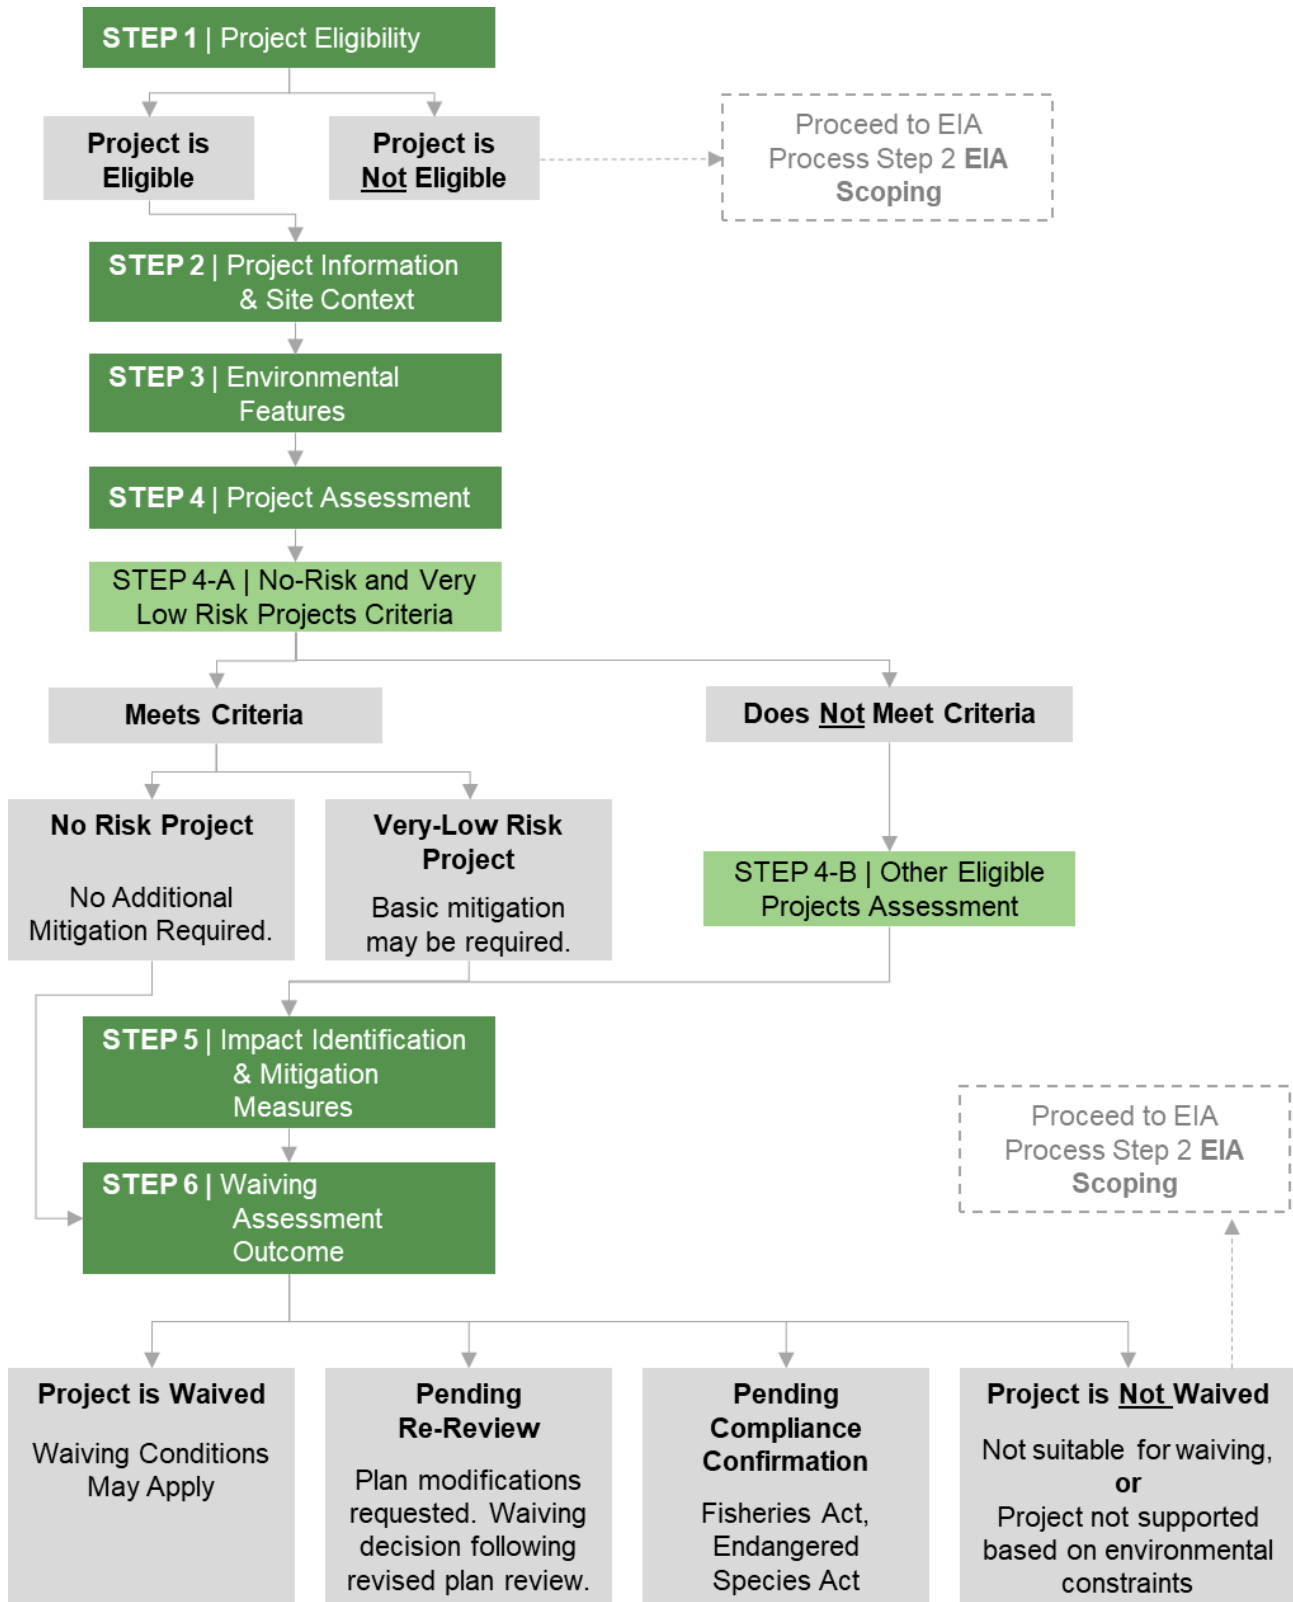 STEP 1 | Project Eligibility
Project is
Eligible
Project is
Not Eligible
Proceed to EIA
Process Step 2 EIA
Scoping
STEP 2 | Project Information
& Site Context
STEP 3 | Environmental
Features
STEP 4 | Project Assessment
STEP 4-A | No-Risk and Very
Low Risk Projects Criteria
Meets Criteria
Does Not Meet Criteria
No Risk Project
No Additional
Mitigation Required.
Very-Low Risk
Project
Basic mitigation
may be required.
STEP 4-B | Other Eligible
Projects Assessment
STEP 5 | Impact Identification
& Mitigation
Measures
STEP 6 | Waiving
Assessment
Outcome
Proceed to EIA
Process Step 2 EIA
Scoping
Project is Waived
Waiving Conditions
May Apply
Pending
Re-Review
Plan modifications
requested. Waiving
decision following
revised plan review.
Pending
Compliance
Confirmation
Fisheries Act,
Endangered
Species Act
Project is Not Waived
Not suitable for waiving,
or
Project not supported
based on environmental
constraints